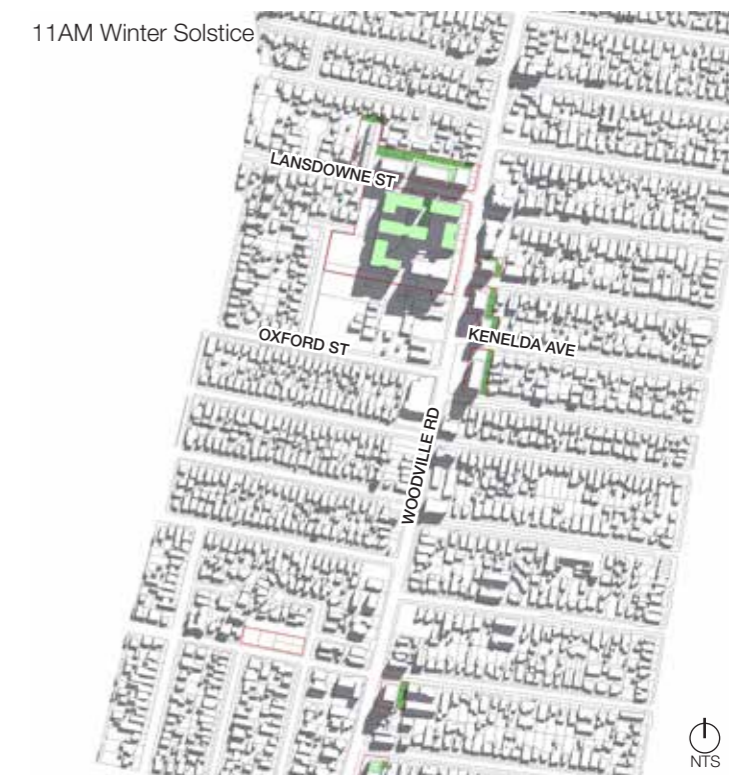 11AM Winter Solstice
LANSDOWNE ST
OXFORD ST
KENELDA AVE
WOODVILLE RD
NTS